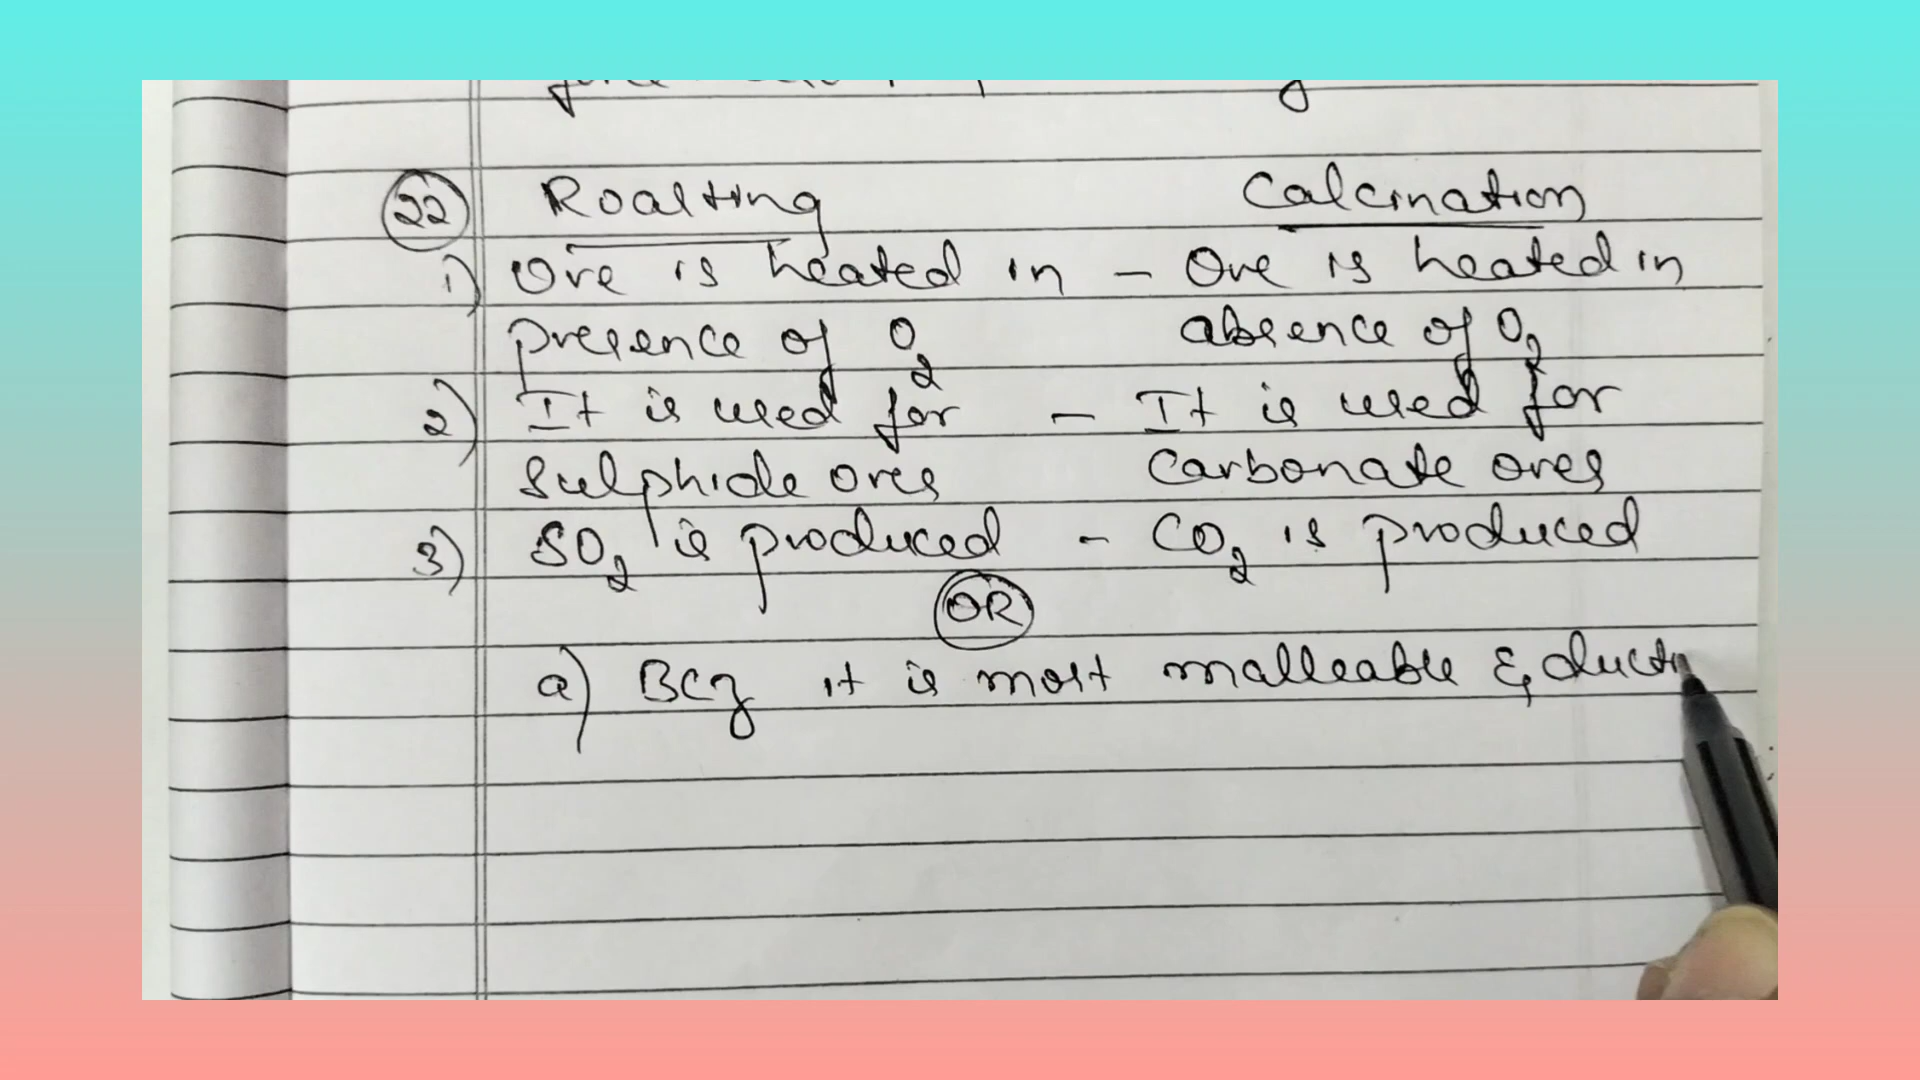 22 Roasting Calcination
1) Ore is heated in – Ore is heated in
presence of O2 absence of O2
2) It is used for – It is used for
Sulphide ores Carbonate ores
3) SO2 is produced – CO2 is produced
OR
a) Bcz it is most malleable & ducti